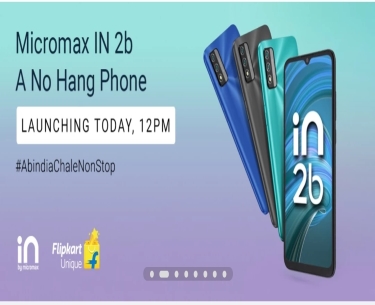 Micromax IN 2b
A No Hang Phone
LAUNCHING TODAY, 12PM
#AbIndiaChaleNonStop
in
by micromax
Flipkart
Unique
in
2b